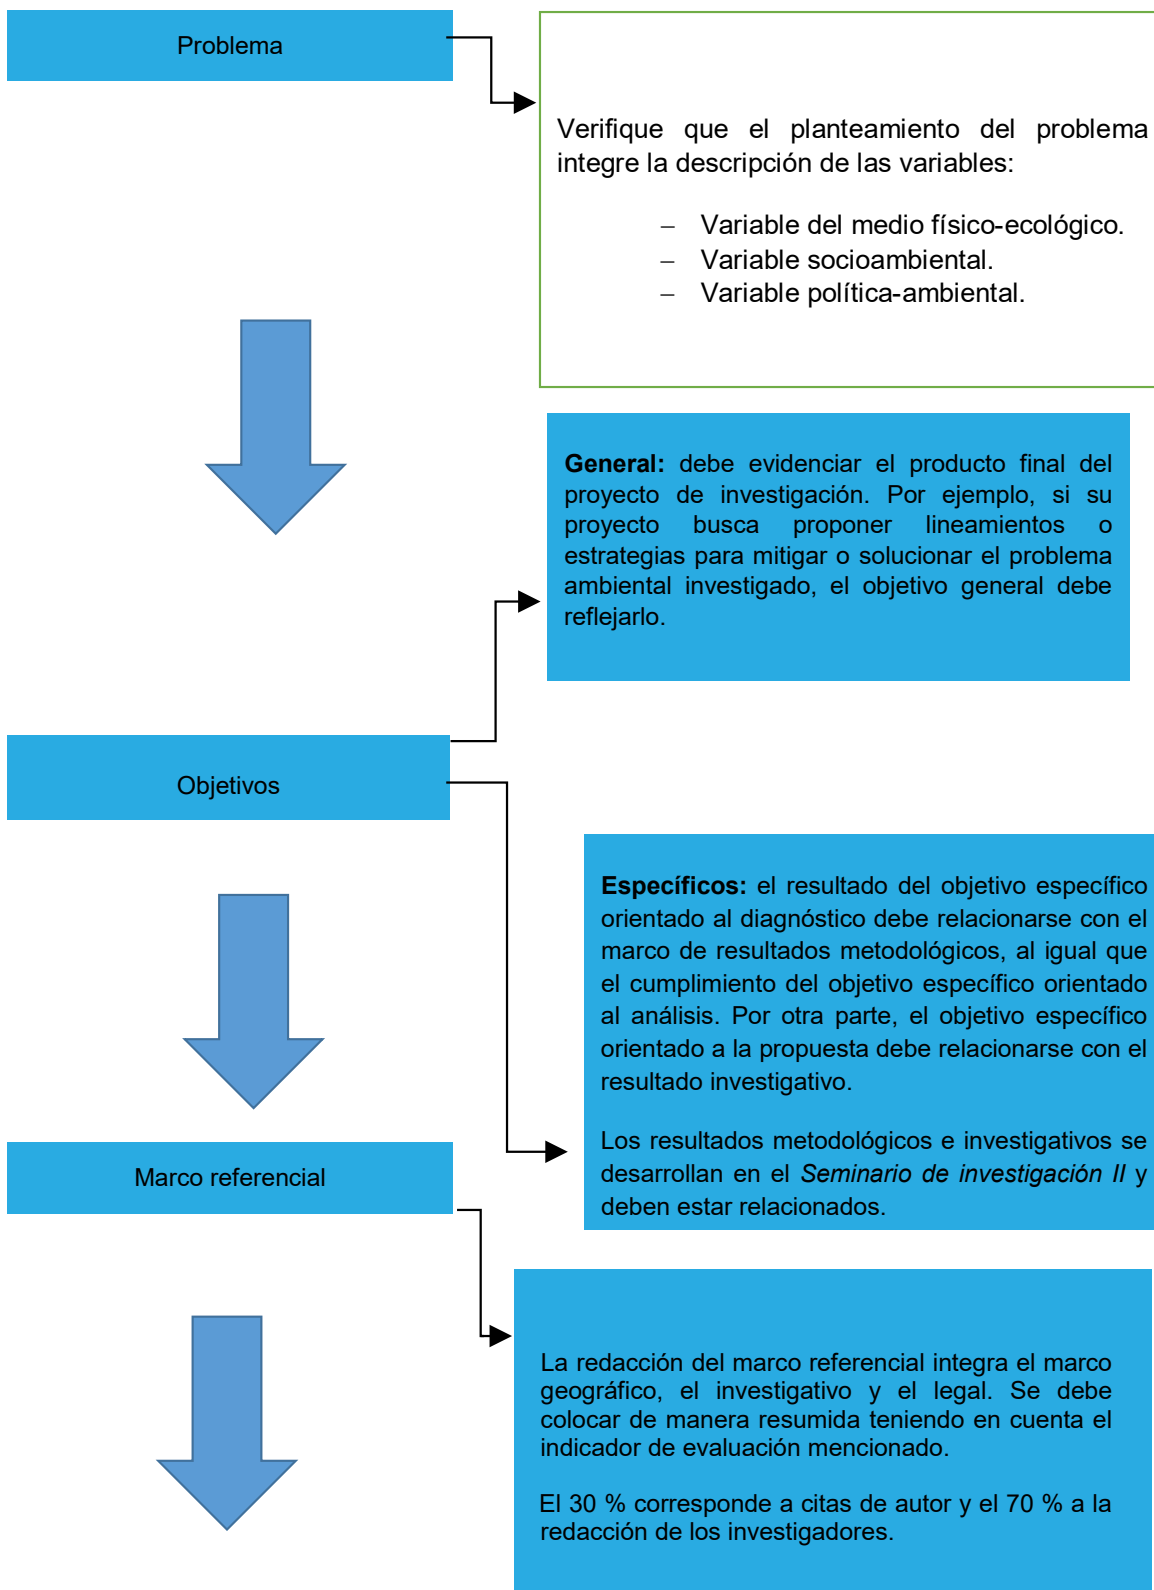 Problema
Verifique que el planteamiento del problema
integre la descripción de las variables:
– Variable del medio físico-ecológico.
– Variable socioambiental.
– Variable política-ambiental.
General: debe evidenciar el producto final del
proyecto de investigación. Por ejemplo, si su
proyecto busca proponer lineamientos o
estrategias para mitigar o solucionar el problema
ambiental investigado, el objetivo general debe
reflejarlo.
Objetivos
Específicos: el resultado del objetivo específico
orientado al diagnóstico debe relacionarse con el
marco de resultados metodológicos, al igual que
el cumplimiento del objetivo específico orientado
al análisis. Por otra parte, el objetivo específico
orientado a la propuesta debe relacionarse con el
resultado investigativo.
Los resultados metodológicos e investigativos se
desarrollan en el Seminario de investigación II y
deben estar relacionados.
Marco referencial
La redacción del marco referencial integra el marco
geográfico, el investigativo y el legal. Se debe
colocar de manera resumida teniendo en cuenta el
indicador de evaluación mencionado.
El 30 % corresponde a citas de autor y el 70 % a la
redacción de los investigadores.